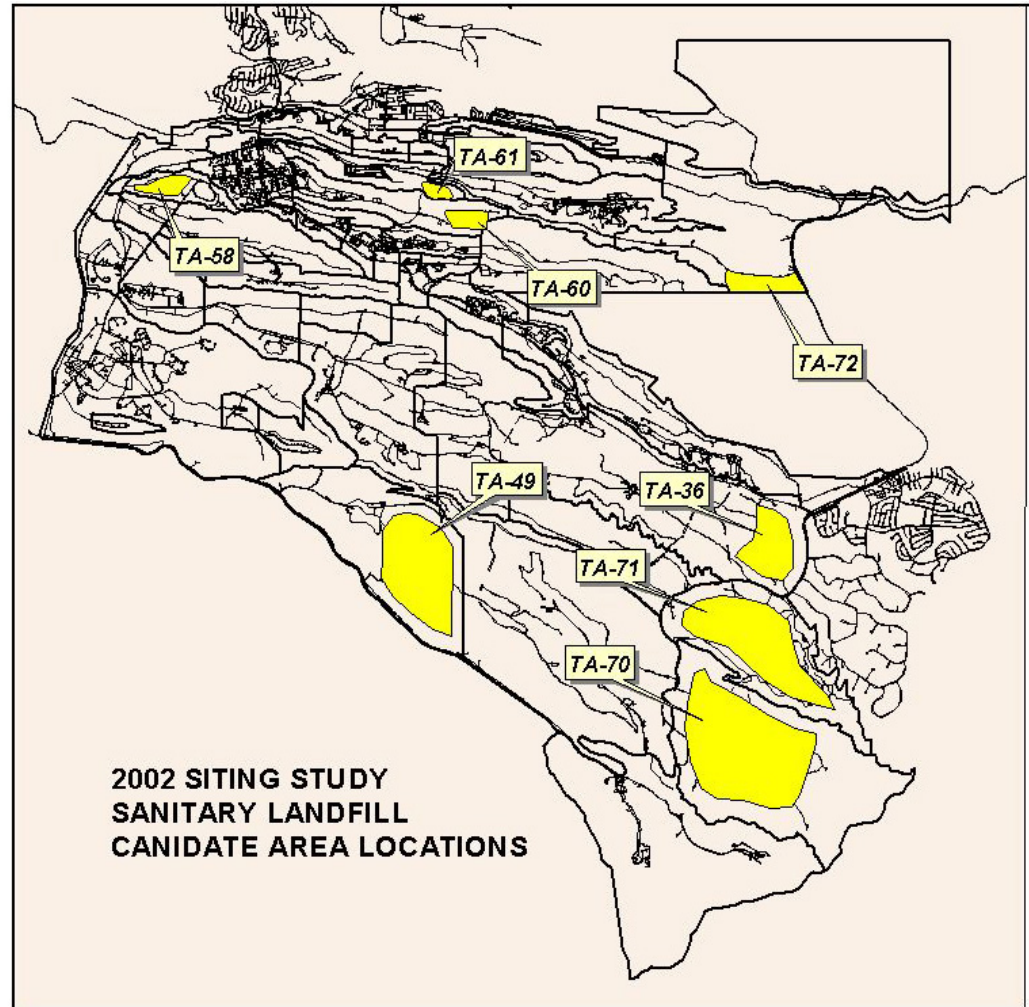 TA-61
TA-58
TA-60
TA-72
TA-49
TA-36
TA-71
TA-70
2002 SITING STUDY
SANITARY LANDFILL
CANIDATE AREA LOCATIONS